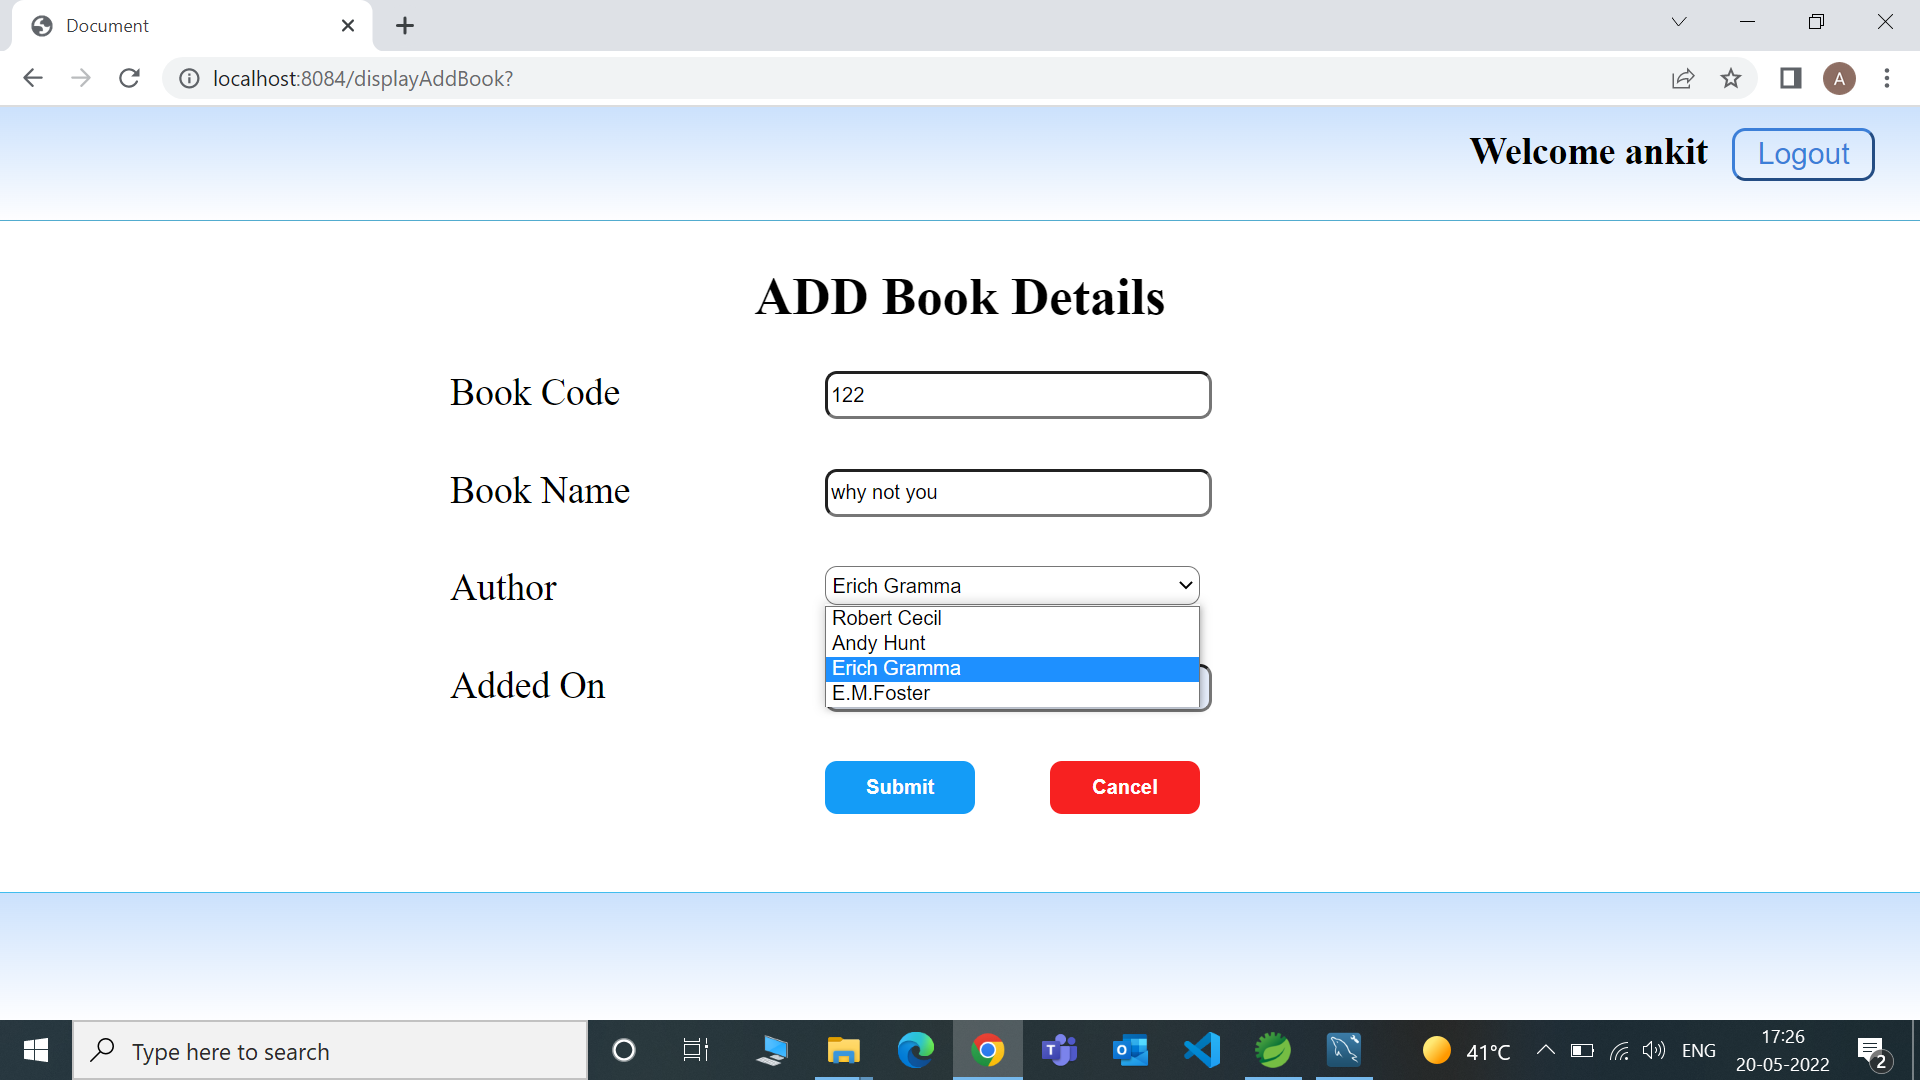 Document
localhost:8084/displayAddBook?
A
Welcome ankit
Logout
ADD Book Details
Book Code
122
Book Name
why not you
Author
Erich Gramma
Robert Cecil
Andy Hunt
Erich Gramma
E.M.Foster
Added On
Submit
Cancel
Type here to search
T
O
41°C
ENG
17:26
20-05-2022
2